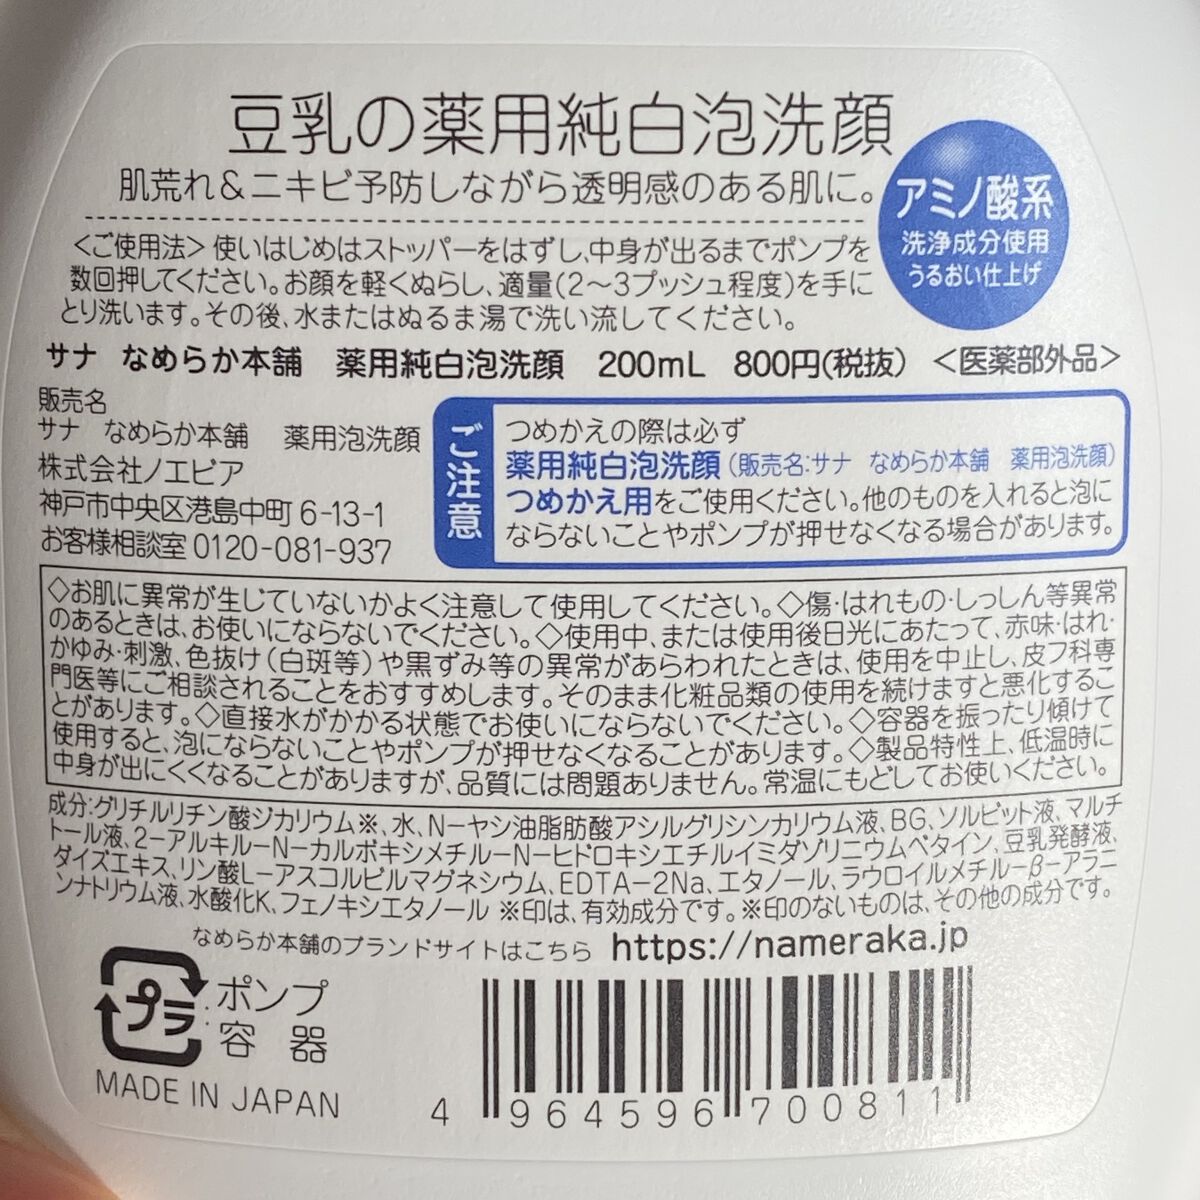 豆乳の薬用純白泡洗顔
肌荒れ&ニキビ予防しながら透明感のある肌に。
アミノ酸系
洗浄成分使用
うるおい仕上げ
＜ご使用法＞使いはじめはストッパーをはずし、中身が出るまでポンプを
数回押してください。お顔を軽くぬらし、適量(2〜3プッシュ程度)を手に
とり洗います。その後、水またはぬるま湯で洗い流してください。
サナ なめらか本舗 薬用純白泡洗顔 200mL 800円(税抜) ＜医薬部外品＞
販売名
サナ なめらか本舗 薬用泡洗顔
株式会社ノエビア
神戸市中央区港島中町 6-13-1
お客様相談室 0120-081-937
ご注意
つめかえの際は必ず
薬用純白泡洗顔(販売名:サナ なめらか本舗 薬用泡洗顔)
つめかえ用をご使用ください。他のものを入れると泡に
ならないことやポンプが押せなくなる場合があります。
◇お肌に異常が生じていないかよく注意して使用してください。◇傷・はれもの・しっしん等異常
のあるときは、お使いにならないでください。◇使用中、または使用後日光にあたって、赤味・はれ・
かゆみ・刺激、色抜け(白斑等)や黒ずみ等の異常があらわれたときは、使用を中止し、皮フ科専
門医等にご相談されることをおすすめします。そのまま化粧品類の使用を続けますと悪化するこ
とがあります。◇直接水がかかる状態でお使いにならないでください。◇容器を振ったり傾けて
使用すると、泡にならないことやポンプが押せなくなることがあります。◇製品特性上、低温時に
中身が出にくくなることがありますが、品質には問題ありません。常温にもどしてお使いください。
成分:グリチルリチン酸ジカリウム※、水、N-ヤシ油脂肪酸アシルグリシンカリウム液、BG、ソルビット液、マルチ
トール液、2-アルキル-N-カルボキシメチル-N-ヒドロキシエチルイミダゾリニウムベタイン、豆乳発酵液、
ダイズエキス、リン酸L-アスコルビルマグネシウム、EDTA-2Na、エタノール、ラウロイルメチル-β-アラニ
ンナトリウム液、水酸化K、フェノキシエタノール ※印は、有効成分です。※印のないものは、その他の成分です。
なめらか本舗のブランドサイトはこちら https://nameraka.jp
プラ
ポンプ
容器
MADE IN JAPAN
4 964596 700811